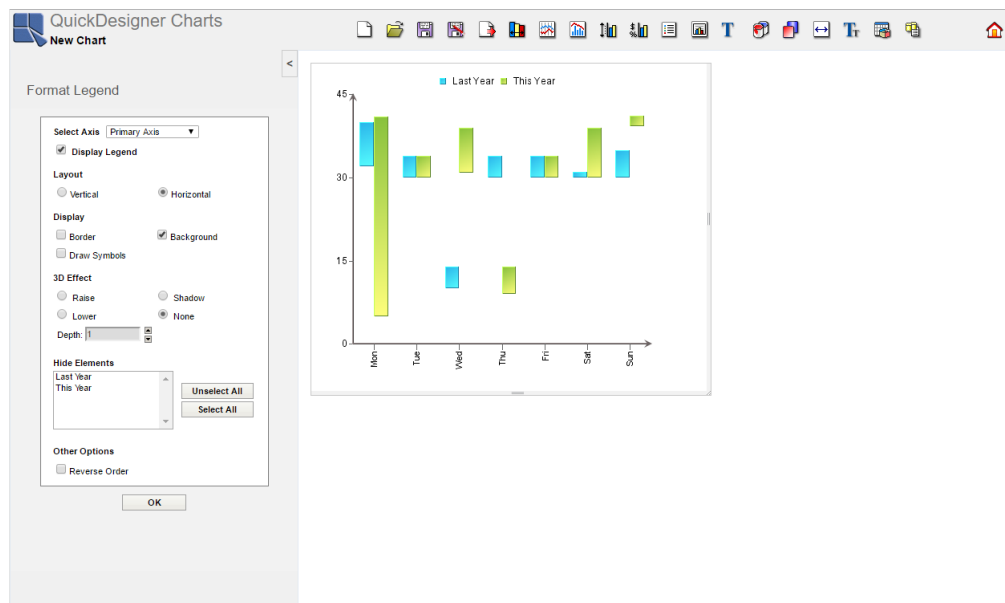 QuickDesigner Charts
New Chart
<
Format Legend
Select Axis Primary Axis
Display Legend
Layout
Vertical Horizontal
Display
Border Background
Draw Symbols
3D Effect
Raise Shadow
Lower None
Depth: 1
Hide Elements
Last Year
This Year
Unselect All
Select All
Other Options
Reverse Order
OK
Last Year This Year
45
30
15
0
Mon Tue Wed Thu Fri Sat Sun